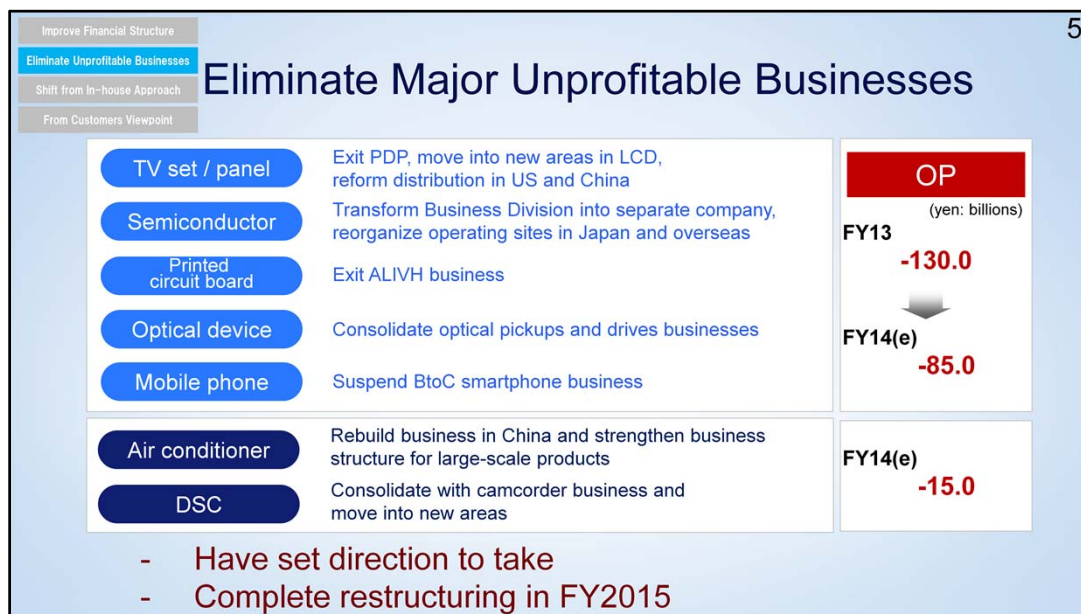 5
Improve Financial Structure
Eliminate Unprofitable Businesses
Shift from In-house Approach
From Customers Viewpoint
Eliminate Major Unprofitable Businesses
TV set / panel
Exit PDP, move into new areas in LCD,
reform distribution in US and China
Semiconductor
Transform Business Division into separate company,
reorganize operating sites in Japan and overseas
Printed
circuit board
Exit ALIVH business
Optical device
Consolidate optical pickups and drives businesses
Mobile phone
Suspend BtoC smartphone business
OP
(yen: billions)
FY13
-130.0
FY14(e)
-85.0
Air conditioner
Rebuild business in China and strengthen business
structure for large-scale products
DSC
Consolidate with camcorder business and
move into new areas
FY14(e)
-15.0
- Have set direction to take
- Complete restructuring in FY2015